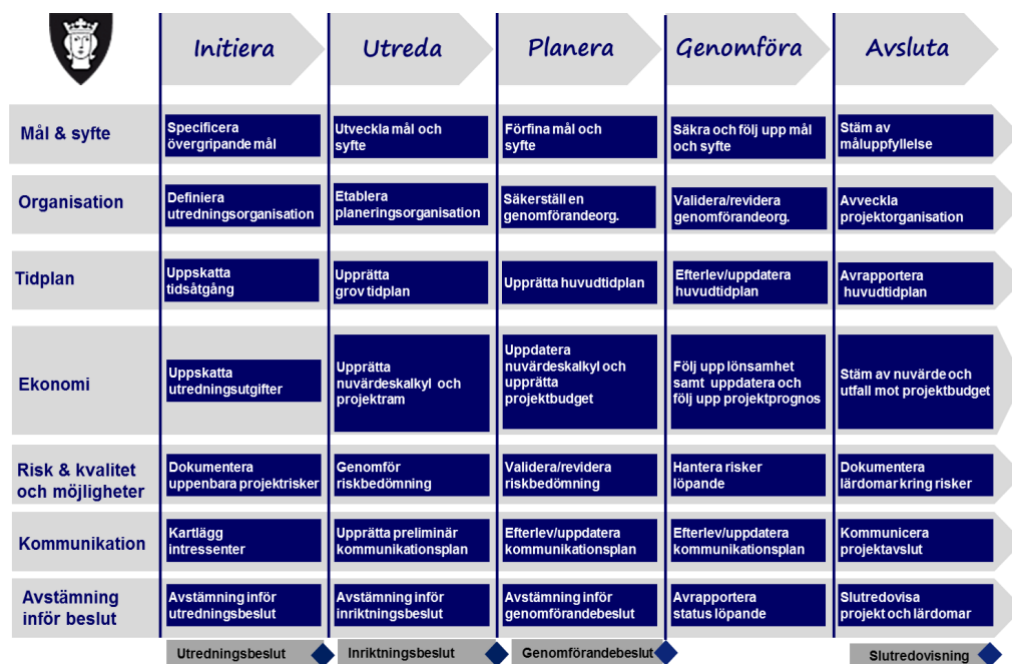 Initiera
Utreda
Planera
Genomföra
Avsluta
Mål & syfte
Specificera
övergripande mål
Utveckla mål och
syfte
Förfina mål och
syfte
Säkra och följ upp mål
och syfte
Stäm av
måluppfyllelse
Organisation
Definiera
utredningsorganisation
Etablera
planeringsorganisation
Säkerställ en
genomförandeorg.
Validera/revidera
genomförandeorg.
Avveckla
projektorganisation
Tidplan
Uppskatta
tidsåtgång
Upprätta
grov tidplan
Upprätta huvudtidplan
Efterlev/uppdatera
huvudtidplan
Avrapportera
huvudtidplan
Ekonomi
Uppskatta
utredningsutgifter
Upprätta
nuvärdeskalkyl och
projektram
Uppdatera
nuvärdeskalkyl och
upprätta
projektbudget
Följ upp lönsamhet
samt uppdatera och
följ upp projektprognos
Stäm av nuvärde och
utfall mot projektbudget
Risk & kvalitet
och möjligheter
Dokumentera
uppenbara projektrisker
Genomför
riskbedömning
Validera/revidera
riskbedömning
Hantera risker
löpande
Dokumentera
lärdomar kring risker
Kommunikation
Kartlägg
intressenter
Upprätta preliminär
kommunikationsplan
Efterlev/uppdatera
kommunikationsplan
Efterlev/uppdatera
kommunikationsplan
Kommunicera
projektavslut
Avstämning
inför beslut
Avstämning inför
utredningsbeslut
Avstämning inför
inriktningsbeslut
Avstämning inför
genomförandebeslut
Avrapportera
status löpande
Slutredovisa
projekt och lärdomar
Utredningsbeslut
Inriktningsbeslut
Genomförandebeslut
Slutredovisning